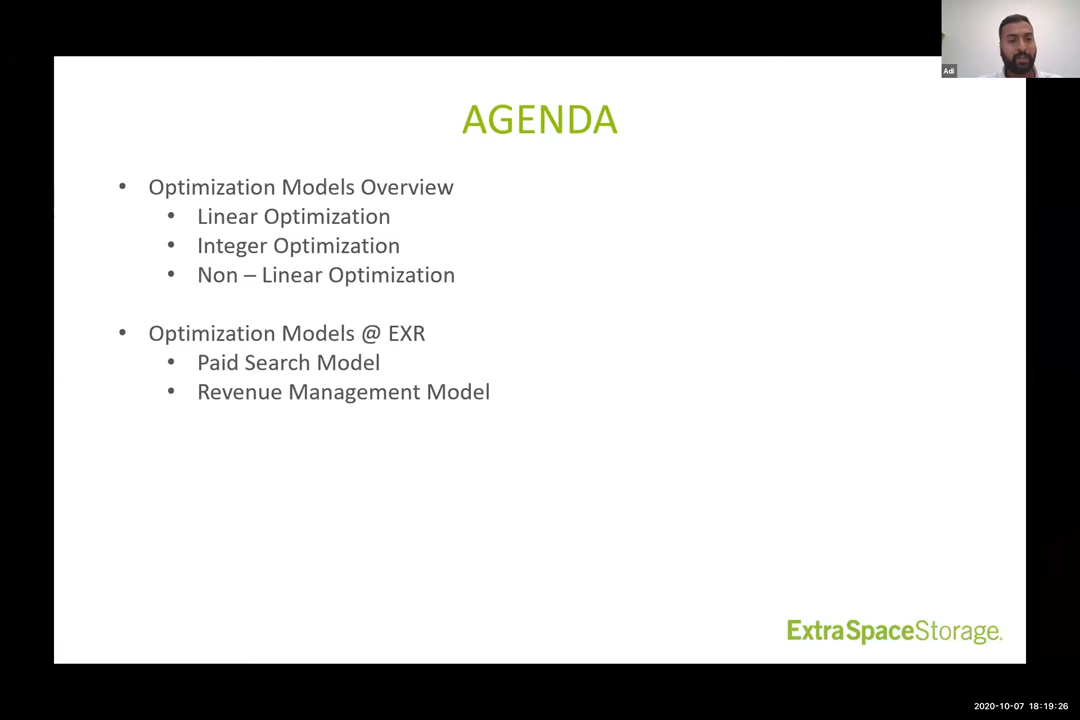 Adi
AGENDA
• Optimization Models Overview
• Linear Optimization
• Integer Optimization
• Non – Linear Optimization
• Optimization Models @ EXR
• Paid Search Model
• Revenue Management Model
ExtraSpaceStorage.
2020-10-07 18:19:26